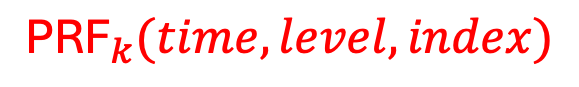 PRFₖ(time, level, index)